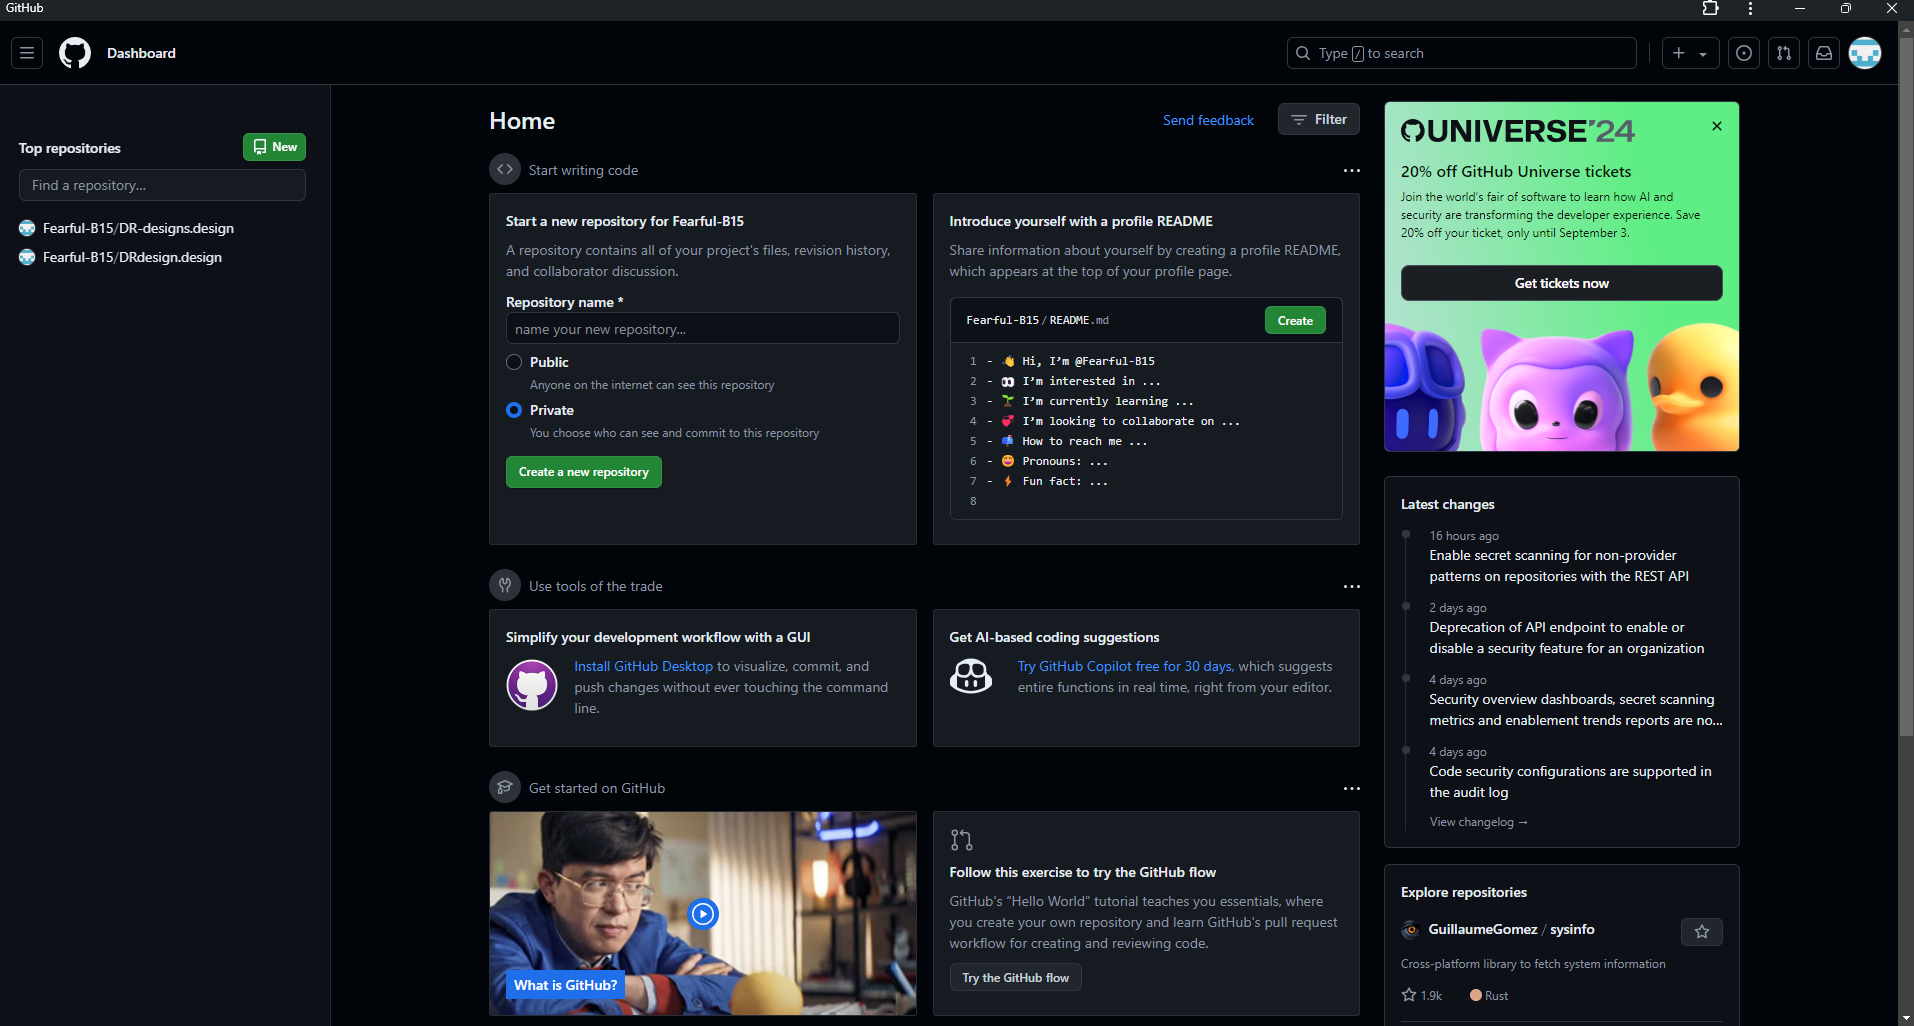 GitHub
Dashboard
Type / to search
Top repositories
New
Find a repository...
Fearful-B15/DR-designs.design
Fearful-B15/DRdesign.design
Home
Send feedback
Filter
Start writing code
Start a new repository for Fearful-B15
A repository contains all of your project's files, revision history,
and collaborator discussion.
Repository name *
name your new repository...
Public
Anyone on the internet can see this repository
Private
You choose who can see and commit to this repository
Create a new repository
Introduce yourself with a profile README
Share information about yourself by creating a profile README,
which appears at the top of your profile page.
Fearful-B15 / README.md
Create
1 - 👋 Hi, I’m @Fearful-B15
2 - 👀 I’m interested in ...
3 - 🌱 I’m currently learning ...
4 - 💞️ I’m looking to collaborate on ...
5 - 📫 How to reach me ...
6 - 😄 Pronouns: ...
7 - ⚡ Fun fact: ...
8
Use tools of the trade
Simplify your development workflow with a GUI
Install GitHub Desktop to visualize, commit, and
push changes without ever touching the command
line.
Get AI-based coding suggestions
Try GitHub Copilot free for 30 days, which suggests
entire functions in real time, right from your editor.
Get started on GitHub
What is GitHub?
Follow this exercise to try the GitHub flow
GitHub's “Hello World” tutorial teaches you essentials, where
you create your own repository and learn GitHub's pull request
workflow for creating and reviewing code.
Try the GitHub flow
UNIVERSE’24
20% off GitHub Universe tickets
Join the world’s fair of software to learn how AI and
security are transforming the developer experience. Save
20% off your ticket, only until September 3.
Get tickets now
Latest changes
16 hours ago
Enable secret scanning for non-provider
patterns on repositories with the REST API
2 days ago
Deprecation of API endpoint to enable or
disable a security feature for an organization
4 days ago
Security overview dashboards, secret scanning
metrics and enablement trends reports are no...
4 days ago
Code security configurations are supported in
the audit log
View changelog →
Explore repositories
GuillaumeGomez / sysinfo
Cross-platform library to fetch system information
1.9k
Rust